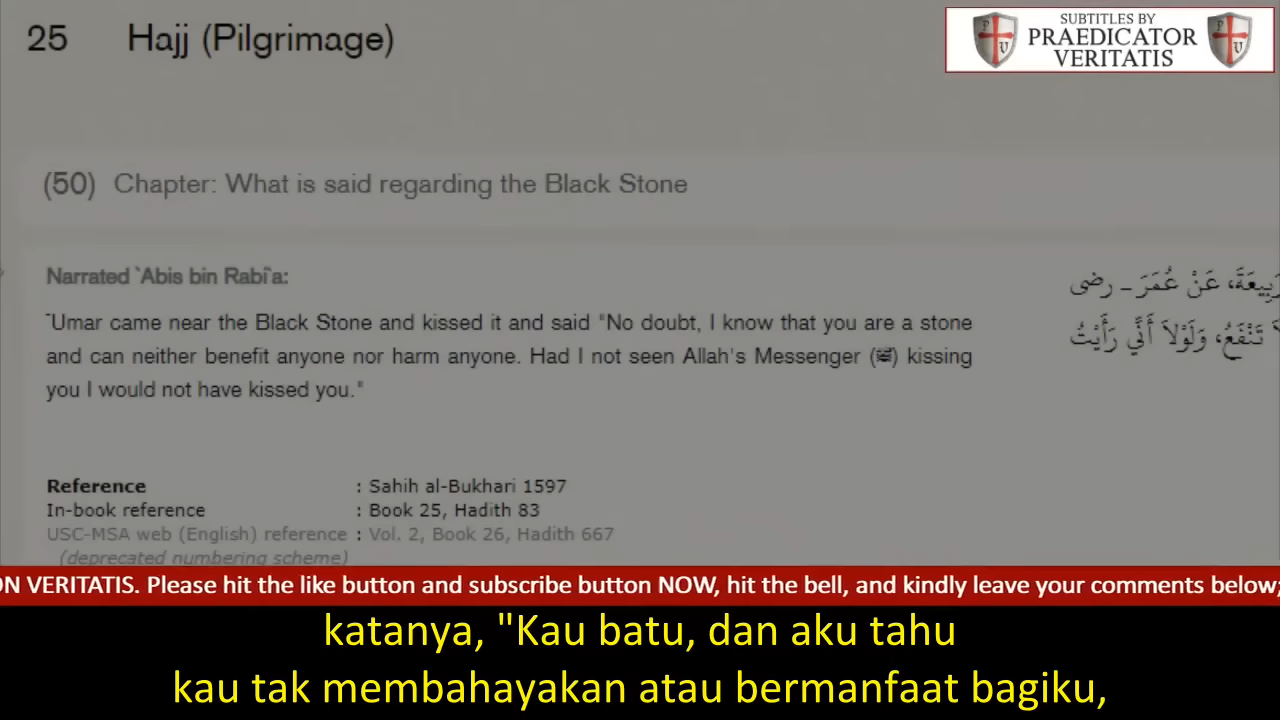 25 Hajj (Pilgrimage)
SUBTITLES BY
PRAEDICATOR
VERITATIS
(50) Chapter: What is said regarding the Black Stone
Narrated `Abis bin Rabi`a:
`Umar came near the Black Stone and kissed it and said "No doubt, I know that you are a stone
and can neither benefit anyone nor harm anyone. Had I not seen Allah's Messenger (ﷺ) kissing
you I would not have kissed you."
رَبِيعَةَ، عَنْ عُمَرَ ـ رضى
تَنْفَعُ، وَلَوْلاَ أَنِّي رَأَيْتُ
Reference : Sahih al-Bukhari 1597
In-book reference : Book 25, Hadith 83
USC-MSA web (English) reference : Vol. 2, Book 26, Hadith 667
(deprecated numbering scheme)
ON VERITATIS. Please hit the like button and subscribe button NOW, hit the bell, and kindly leave your comments below;
katanya, "Kau batu, dan aku tahu
kau tak membahayakan atau bermanfaat bagiku,